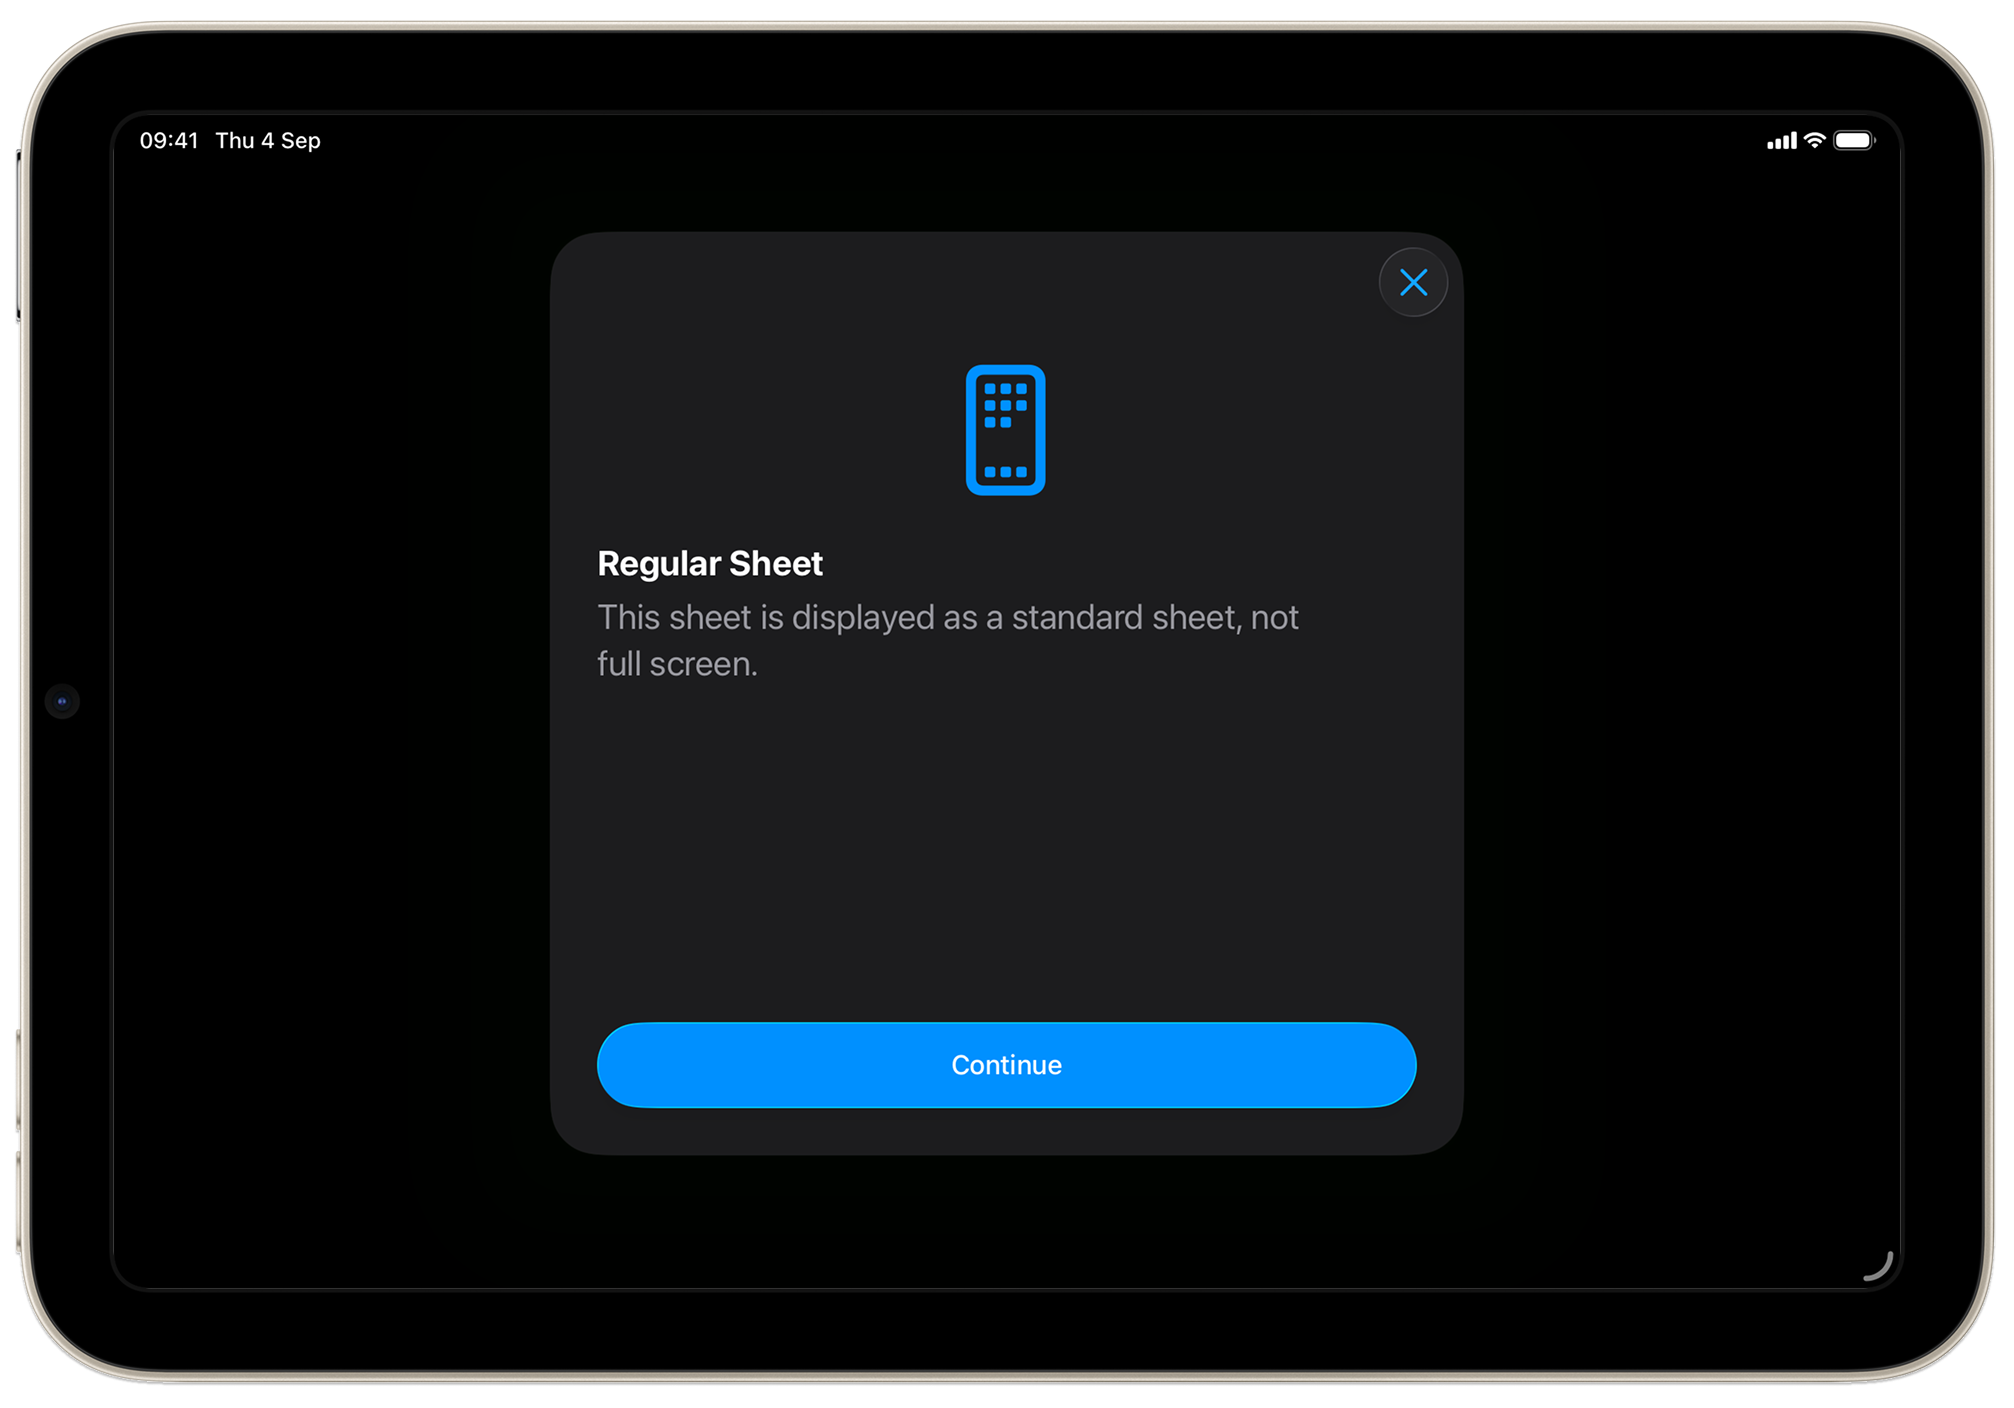 09:41 Thu 4 Sep
Regular Sheet
This sheet is displayed as a standard sheet, not
full screen.
Continue